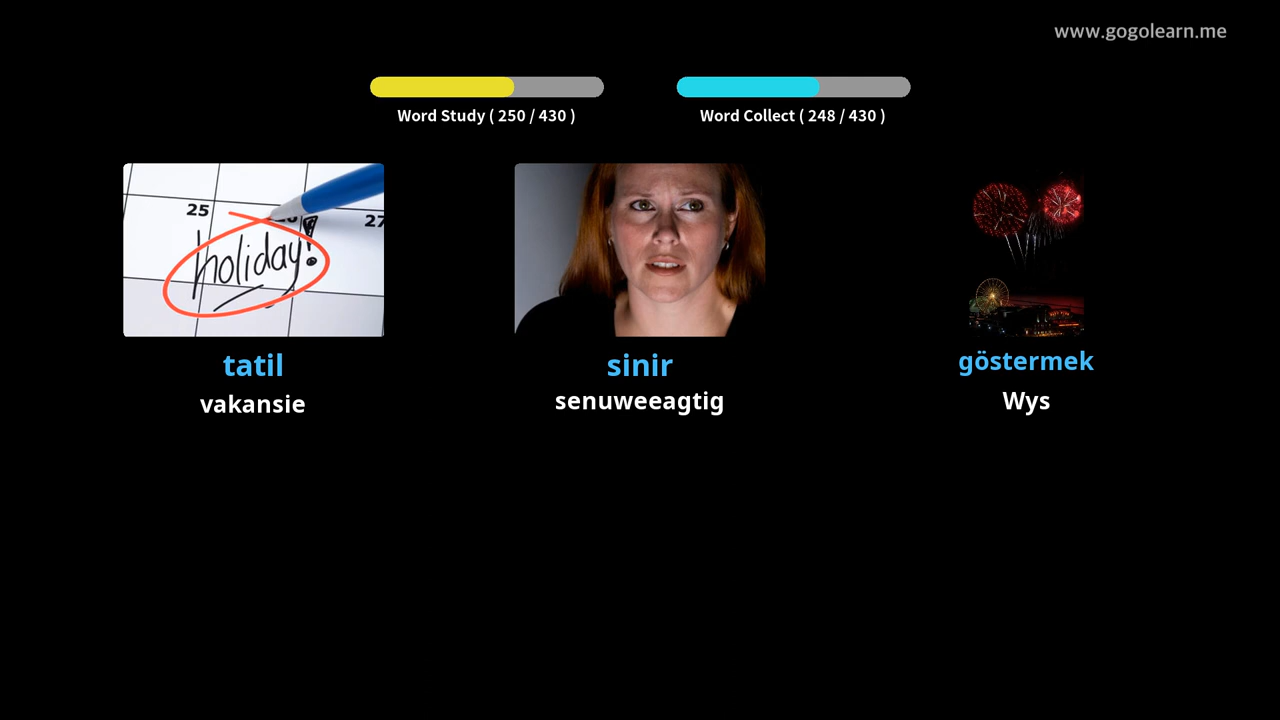 www.gogolearn.me
Word Study ( 250 / 430 )
Word Collect ( 248 / 430 )
25
27
holiday!
tatil
sinir
göstermek
vakansie
senuweeagtig
Wys